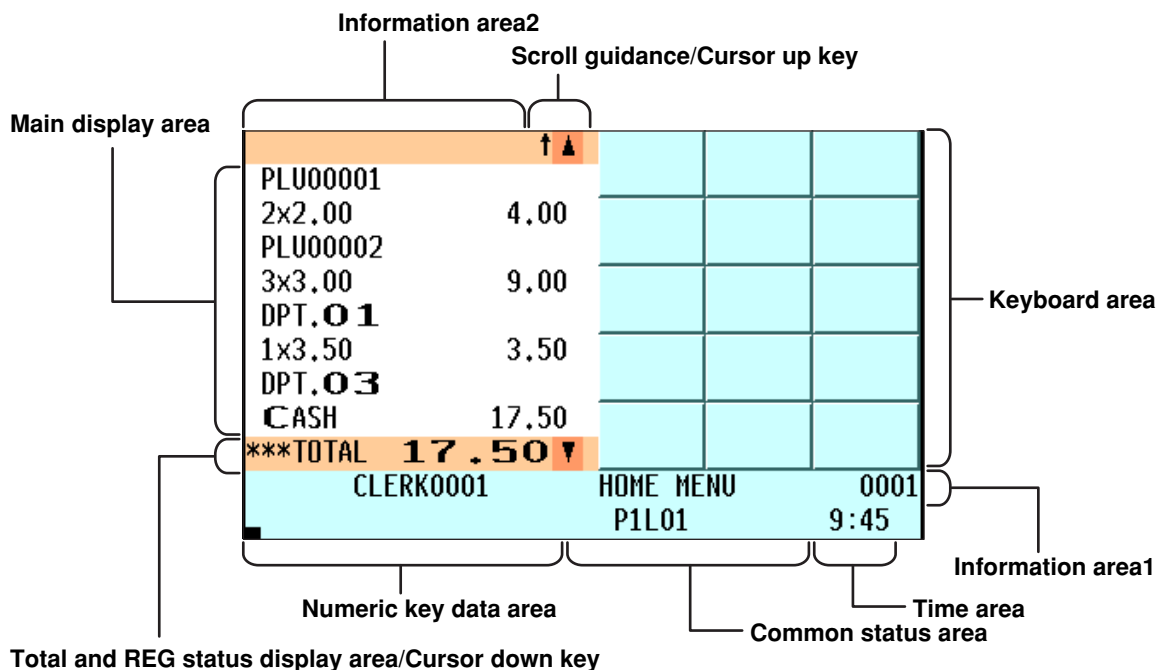 Information area2
Scroll guidance/Cursor up key
Main display area
↑ ▲
PLU00001
2x2.00 4.00
PLU00002
3x3.00 9.00
DPT.01
1x3.50 3.50
DPT.03
CASH 17.50
***TOTAL 17.50 ▼
Keyboard area
CLERK0001 HOME MENU 0001
P1L01 9:45
Information area1
Numeric key data area
Time area
Common status area
Total and REG status display area/Cursor down key